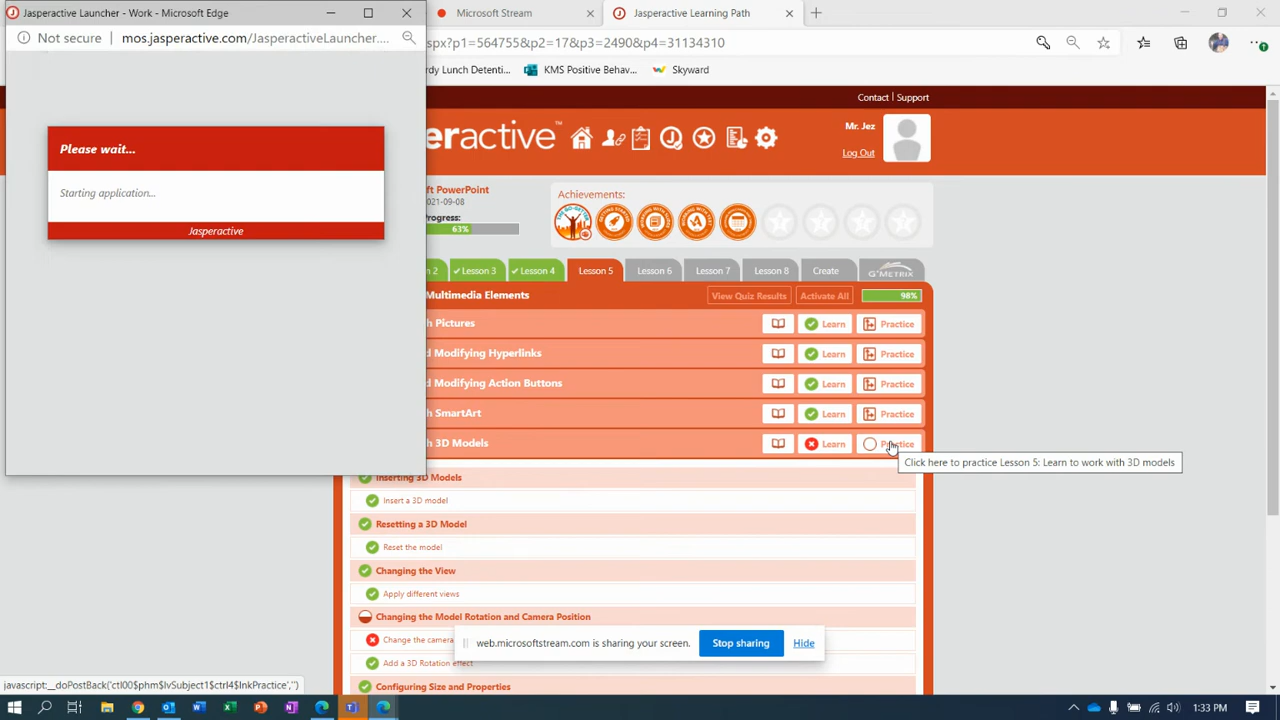 Jasperactive Launcher - Work - Microsoft Edge
Microsoft Stream
Jasperactive Learning Path
Not secure
mos.jasperactive.com/JasperactiveLauncher....
spx?p1=564755&p2=17&p3=2490&p4=31134310
rdy Lunch Detenti...
KMS Positive Behav...
Skyward
Contact | Support
Please wait...
Starting application...
Jasperactive
eractive™
Mr. Jez
Log Out
ft PowerPoint
2021-09-08
Progress:
63%
Achievements:
n 2
Lesson 3
Lesson 4
Lesson 5
Lesson 6
Lesson 7
Lesson 8
Create
GMETRIX
Multimedia Elements
View Quiz Results
Activate All
98%
h Pictures
Learn
Practice
d Modifying Hyperlinks
Learn
Practice
d Modifying Action Buttons
Learn
Practice
h SmartArt
Learn
Practice
h 3D Models
Learn
Practice
Click here to practice Lesson 5: Learn to work with 3D models
Inserting 3D Models
Insert a 3D model
Resetting a 3D Model
Reset the model
Changing the View
Apply different views
Changing the Model Rotation and Camera Position
Change the camera
web.microsoftstream.com is sharing your screen.
Stop sharing
Hide
Add a 3D Rotation effect
Configuring Size and Properties
javascript:__doPostBack('ctl00$phm$lvSubject1$ctrl4$lnkPractice','')
1:33 PM